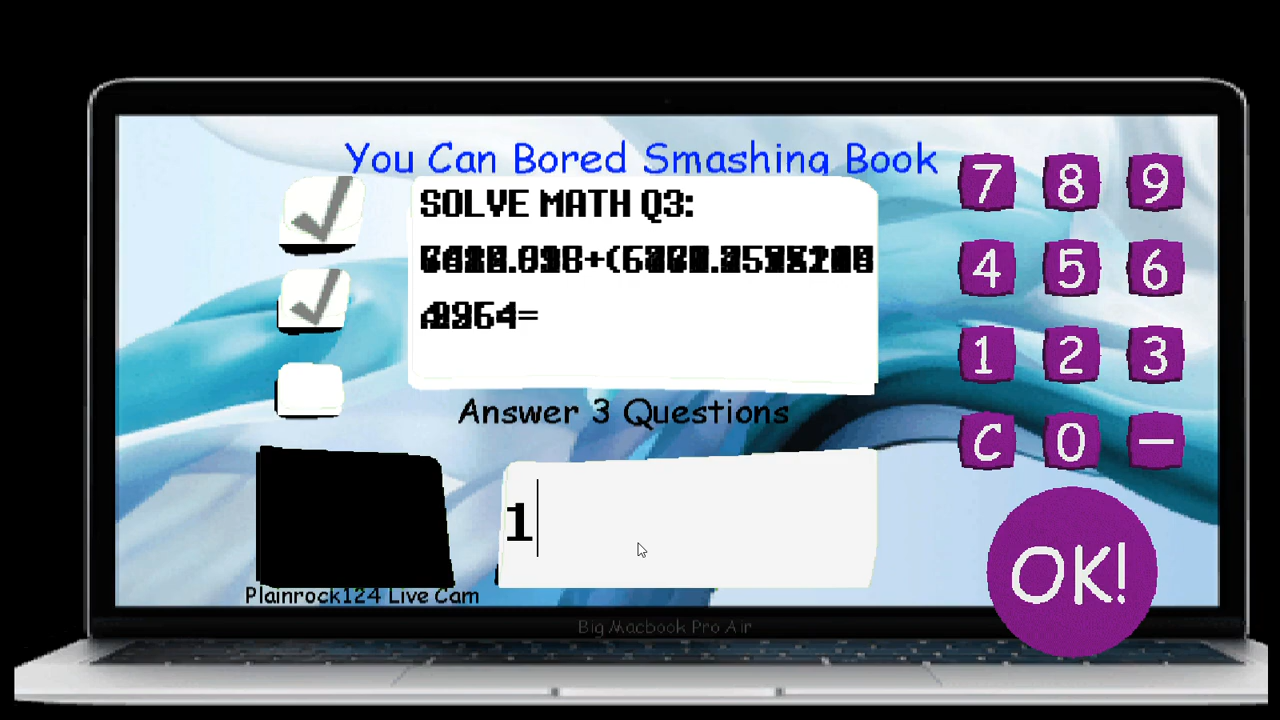 You Can Bored Smashing Book
SOLVE MATH Q3:
Answer 3 Questions
1
Plainrock124 Live Cam
Big Macbook Pro Air
7 8 9
4 5 6
1 2 3
C 0 —
OK!